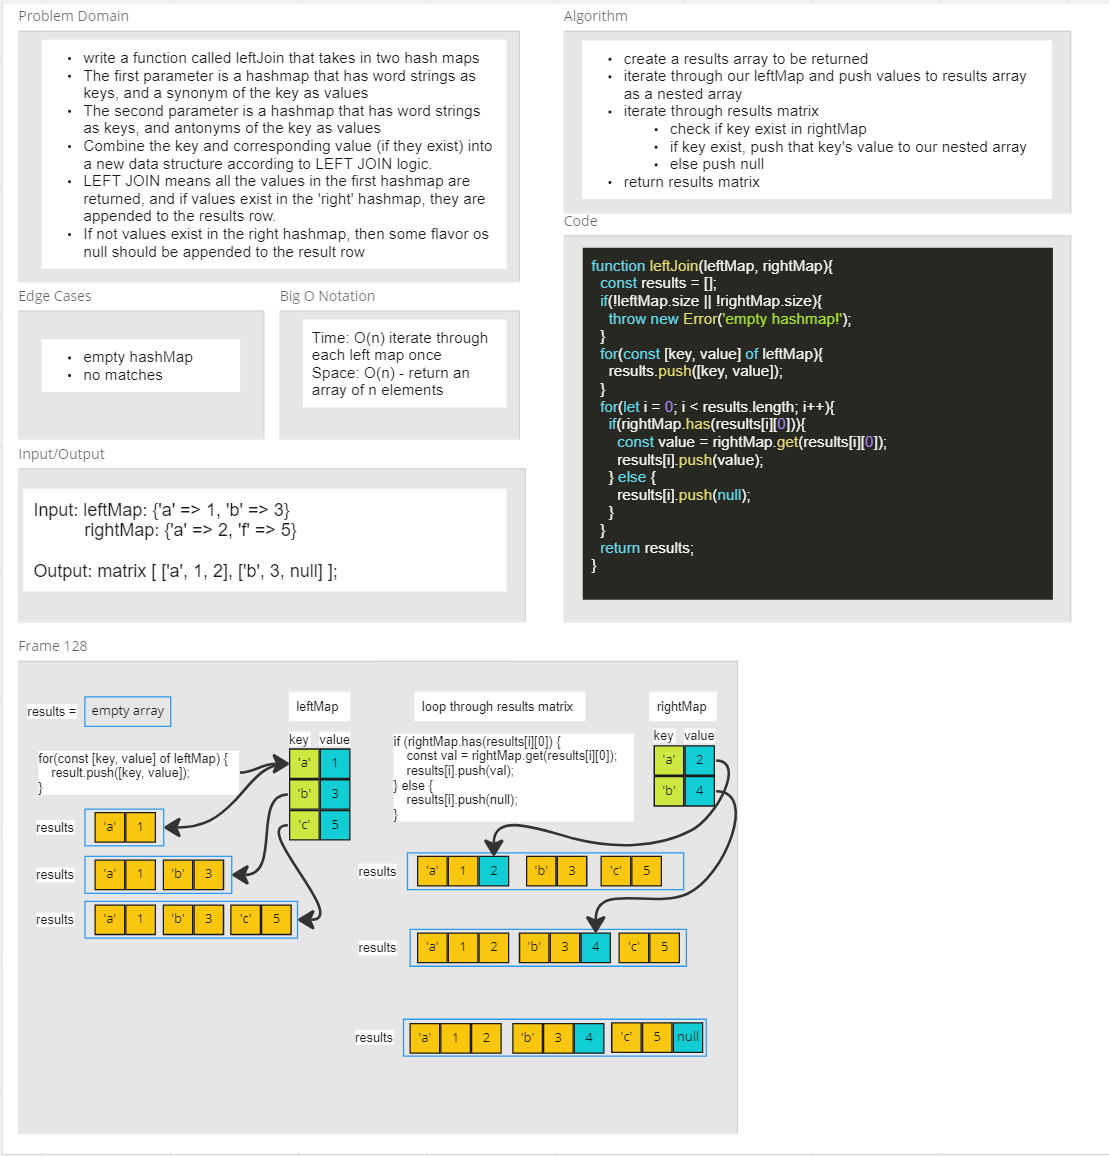 Problem Domain
• write a function called leftJoin that takes in two hash maps
• The first parameter is a hashmap that has word strings as
keys, and a synonym of the key as values
• The second parameter is a hashmap that has word strings
as keys, and antonyms of the key as values
• Combine the key and corresponding value (if they exist) into
a new data structure according to LEFT JOIN logic.
• LEFT JOIN means all the values in the first hashmap are
returned, and if values exist in the 'right' hashmap, they are
appended to the results row.
• If not values exist in the right hashmap, then some flavor os
null should be appended to the result row
Edge Cases
• empty hashMap
• no matches
Big O Notation
Time: O(n) iterate through
each left map once
Space: O(n) - return an
array of n elements
Input/Output
Input: leftMap: {'a' => 1, 'b' => 3}
rightMap: {'a' => 2, 'f' => 5}
Output: matrix [ ['a', 1, 2], ['b', 3, null] ];
Algorithm
• create a results array to be returned
• iterate through our leftMap and push values to results array
as a nested array
• iterate through results matrix
• check if key exist in rightMap
• if key exist, push that key's value to our nested array
• else push null
• return results matrix
Code
function leftJoin(leftMap, rightMap){
const results = [];
if(!leftMap.size || !rightMap.size){
throw new Error('empty hashmap!');
}
for(const [key, value] of leftMap){
results.push([key, value]);
}
for(let i = 0; i < results.length; i++){
if(rightMap.has(results[i][0])){
const value = rightMap.get(results[i][0]);
results[i].push(value);
} else {
results[i].push(null);
}
}
return results;
}
Frame 128
results = empty array
for(const [key, value] of leftMap) {
result.push([key, value]);
}
leftMap
key value
'a' 1
'b' 3
'c' 5
results 'a' 1
results 'a' 1 'b' 3
results 'a' 1 'b' 3 'c' 5
loop through results matrix
if (rightMap.has(results[i][0]) {
const val = rightMap.get(results[i][0]);
results[i].push(val);
} else {
results[i].push(null);
}
rightMap
key value
'a' 2
'b' 4
results 'a' 1 2 'b' 3 'c' 5
results 'a' 1 2 'b' 3 4 'c' 5
results 'a' 1 2 'b' 3 4 'c' 5 null